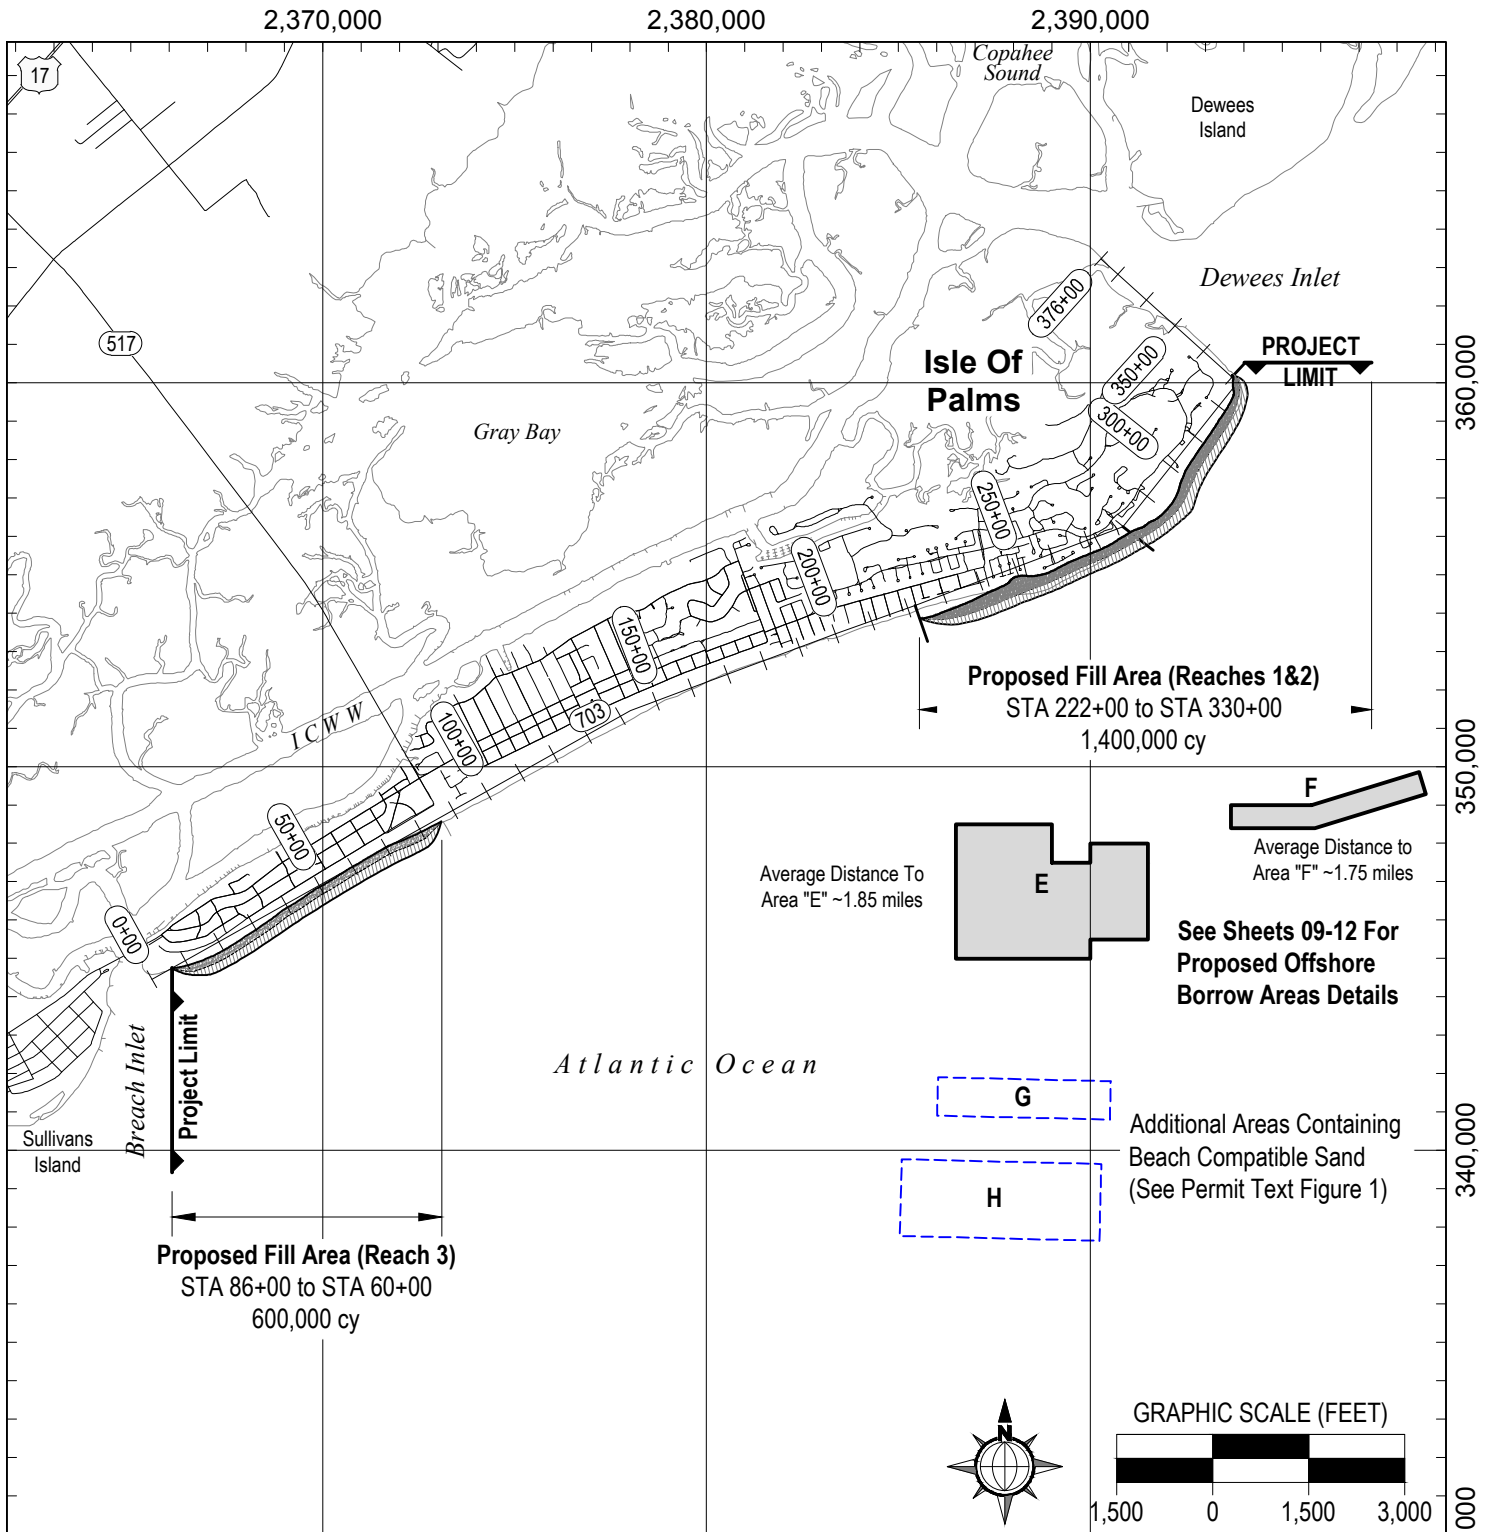 2,370,000
2,380,000
2,390,000
17
Copahee
Sound
Dewees
Island
Dewees Inlet
376+00
517
PROJECT
LIMIT
Isle Of
Palms
350+00
300+00
360,000
Gray Bay
250+00
200+00
150+00
Proposed Fill Area (Reaches 1&2)
STA 222+00 to STA 330+00
1,400,000 cy
703
ICWW
100+00
350,000
F
Average Distance to
Area "F" ~1.75 miles
50+00
E
Average Distance To
Area "E" ~1.85 miles
0+00
See Sheets 09-12 For
Proposed Offshore
Borrow Areas Details
Breach Inlet
Project Limit
Atlantic Ocean
G
Sullivans
Island
Additional Areas Containing
Beach Compatible Sand
(See Permit Text Figure 1)
340,000
H
Proposed Fill Area (Reach 3)
STA 86+00 to STA 60+00
600,000 cy
N
GRAPHIC SCALE (FEET)
1,500
0
1,500
3,000
000